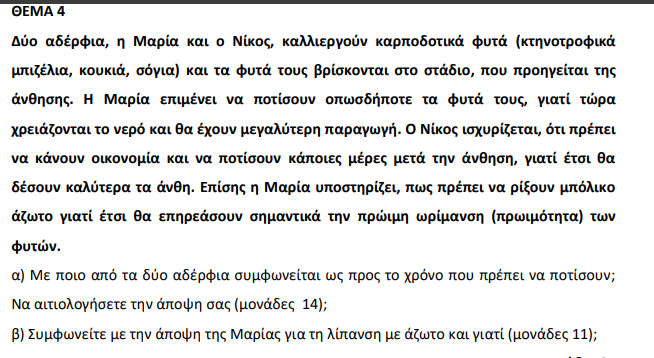 ΘΕΜΑ 4
Δύο αδέρφια, η Μαρία και ο Νίκος, καλλιεργούν καρποδοτικά φυτά (κτηνοτροφικά
μπιζέλια, κουκιά, σόγια) και τα φυτά τους βρίσκονται στο στάδιο, που προηγείται της
άνθησης. Η Μαρία επιμένει να ποτίσουν οπωσδήποτε τα φυτά τους, γιατί τώρα
χρειάζονται το νερό και θα έχουν μεγαλύτερη παραγωγή. Ο Νίκος ισχυρίζεται, ότι πρέπει
να κάνουν οικονομία και να ποτίσουν κάποιες μέρες μετά την άνθηση, γιατί έτσι θα
δέσουν καλύτερα τα άνθη. Επίσης η Μαρία υποστηρίζει, πως πρέπει να ρίξουν μπόλικο
άζωτο γιατί έτσι θα επηρεάσουν σημαντικά την πρώιμη ωρίμανση (πρωιμότητα) των
φυτών.
α) Με ποιο από τα δύο αδέρφια συμφωνείται ως προς το χρόνο που πρέπει να ποτίσουν;
Να αιτιολογήσετε την άποψη σας (μονάδες 14);
β) Συμφωνείτε με την άποψη της Μαρίας για τη λίπανση με άζωτο και γιατί (μονάδες 11);